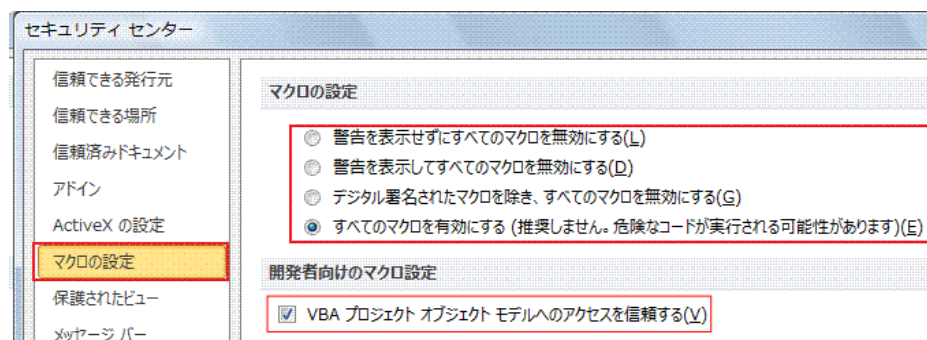 セキュリティ センター
信頼できる発行元
信頼できる場所
信頼済みドキュメント
アドイン
ActiveX の設定
マクロの設定
保護されたビュー
メッセージ バー
マクロの設定
警告を表示せずにすべてのマクロを無効にする(L)
警告を表示してすべてのマクロを無効にする(D)
デジタル署名されたマクロを除き、すべてのマクロを無効にする(G)
すべてのマクロを有効にする (推奨しません。危険なコードが実行される可能性があります)(E)
開発者向けのマクロ設定
VBA プロジェクト オブジェクト モデルへのアクセスを信頼する(V)